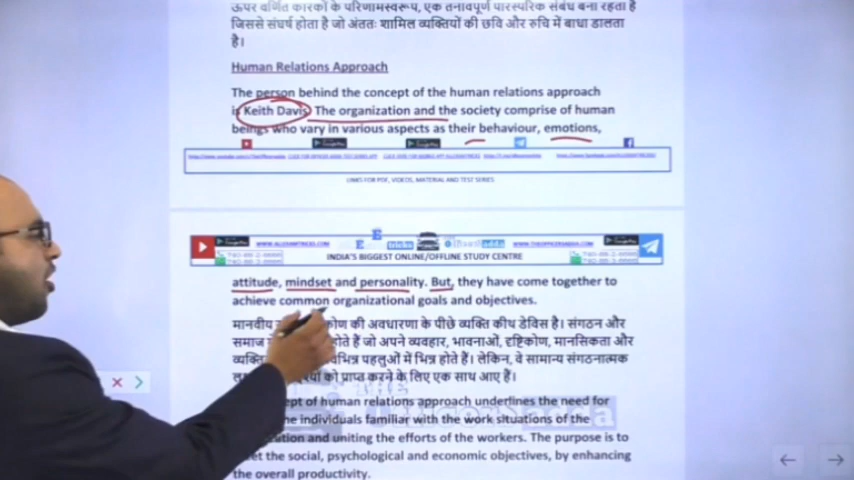 ऊपर वर्णित कारकों के परिणामस्वरूप, एक तनावपूर्ण पारस्परिक संबंध बना रहता है
जिससे संघर्ष होता है जो अंततः शामिल व्यक्तियों की छवि और रुचि में बाधा डालता
है।
Human Relations Approach
The person behind the concept of the human relations approach
is Keith Davis. The organization and the society comprise of human
beings who vary in various aspects as their behaviour, emotions,
LINKS FOR PDF, VIDEOS, MATERIAL AND TEST SERIES
E tricks adda
INDIA'S BIGGEST ONLINE/OFFLINE STUDY CENTRE
attitude, mindset and personality. But, they have come together to
achieve common organizational goals and objectives.
मानवीय कोण की अवधारणा के पीछे व्यक्ति कीथ डेविस है। संगठन और
समाज होते हैं जो अपने व्यवहार, भावनाओं, दृष्टिकोण, मानसिकता और
विभिन्न पहलुओं में भिन्न होते हैं। लेकिन, वे सामान्य संगठनात्मक
को प्राप्त करने के लिए एक साथ आए हैं।
of human relations approach underlines the need for
individuals familiar with the work situations of the
and uniting the efforts of the workers. The purpose is to
the social, psychological and economic objectives, by enhancing
the overall productivity.